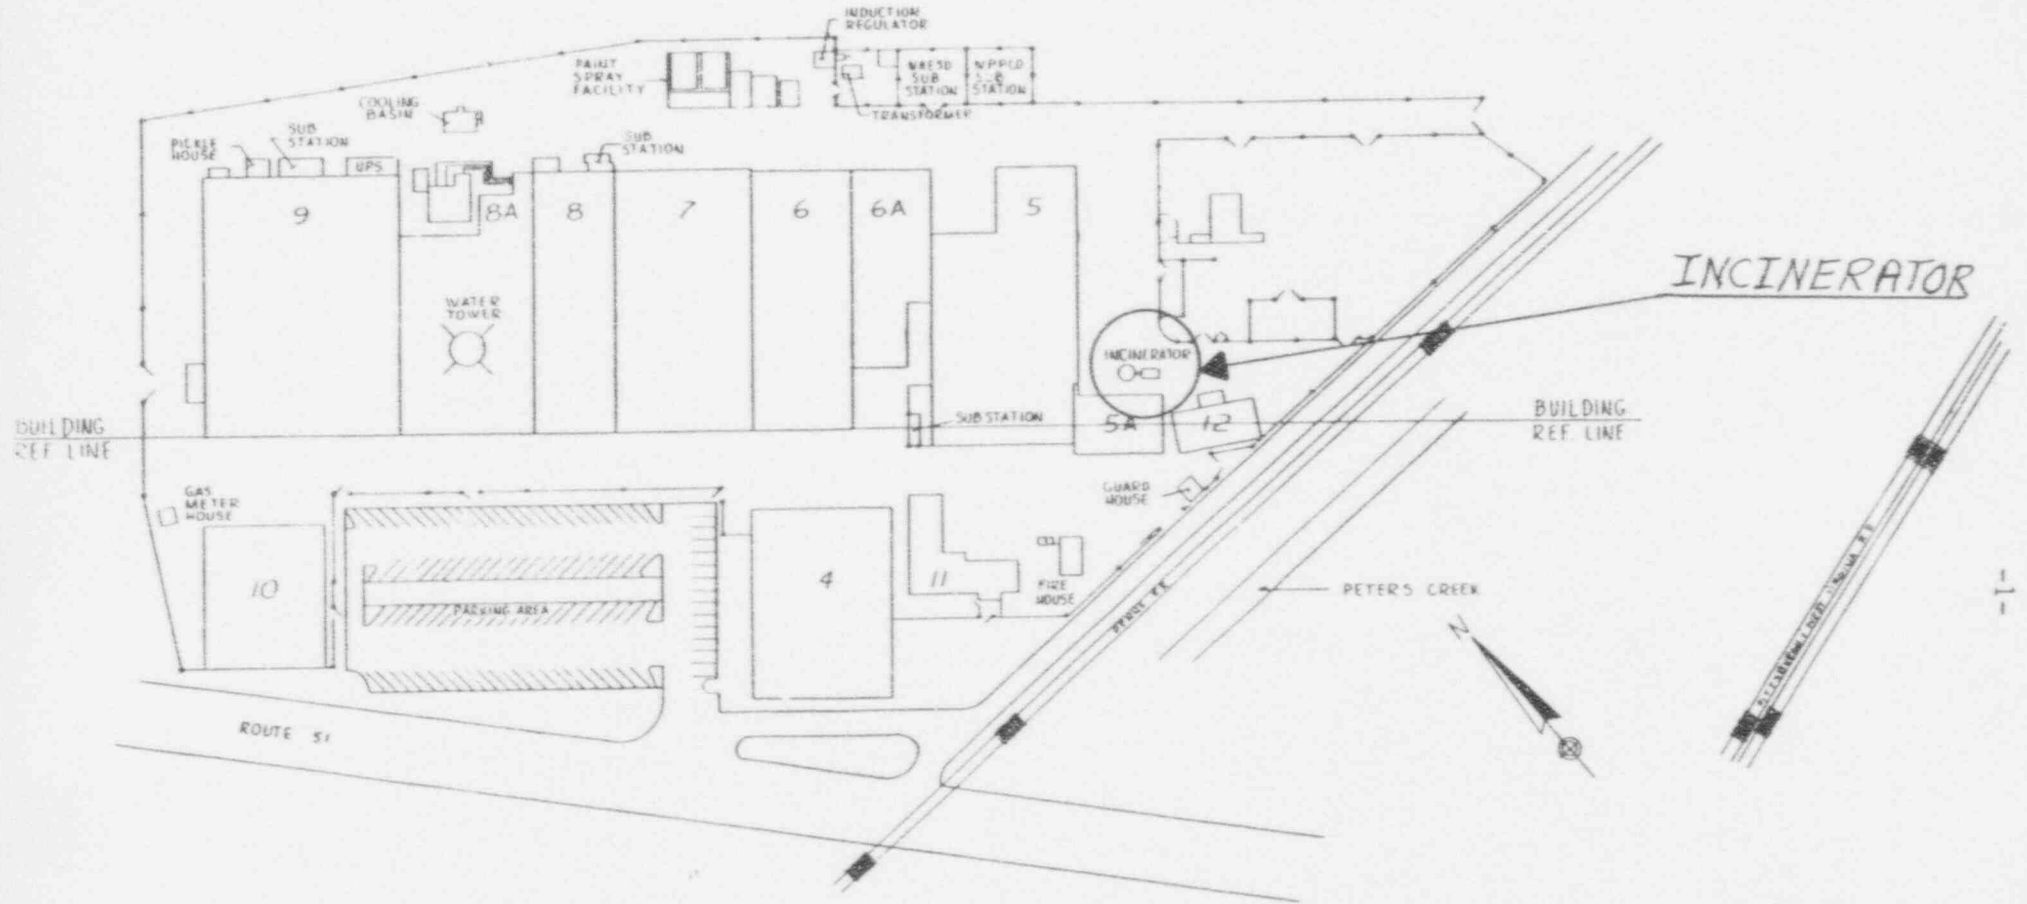 INDUCTION
REGULATOR
PAINT
SPRAY
FACILITY
SUB
STATION
SUB
STATION
TRANSFORMER
COOLING
BASIN
SUB
STATION
PICKLE
HOUSE
UPS
SUB
STATION
9
8A
8
7
6
6A
5
INCINERATOR
WATER
TOWER
INCINERATOR
SUBSTATION
5A
12
BUILDING
REF. LINE
BUILDING
REF. LINE
GAS
METER
HOUSE
GUARD
HOUSE
10
PARKING AREA
4
11
FIRE
HOUSE
PETERS CREEK
N
ROUTE 51
-1-